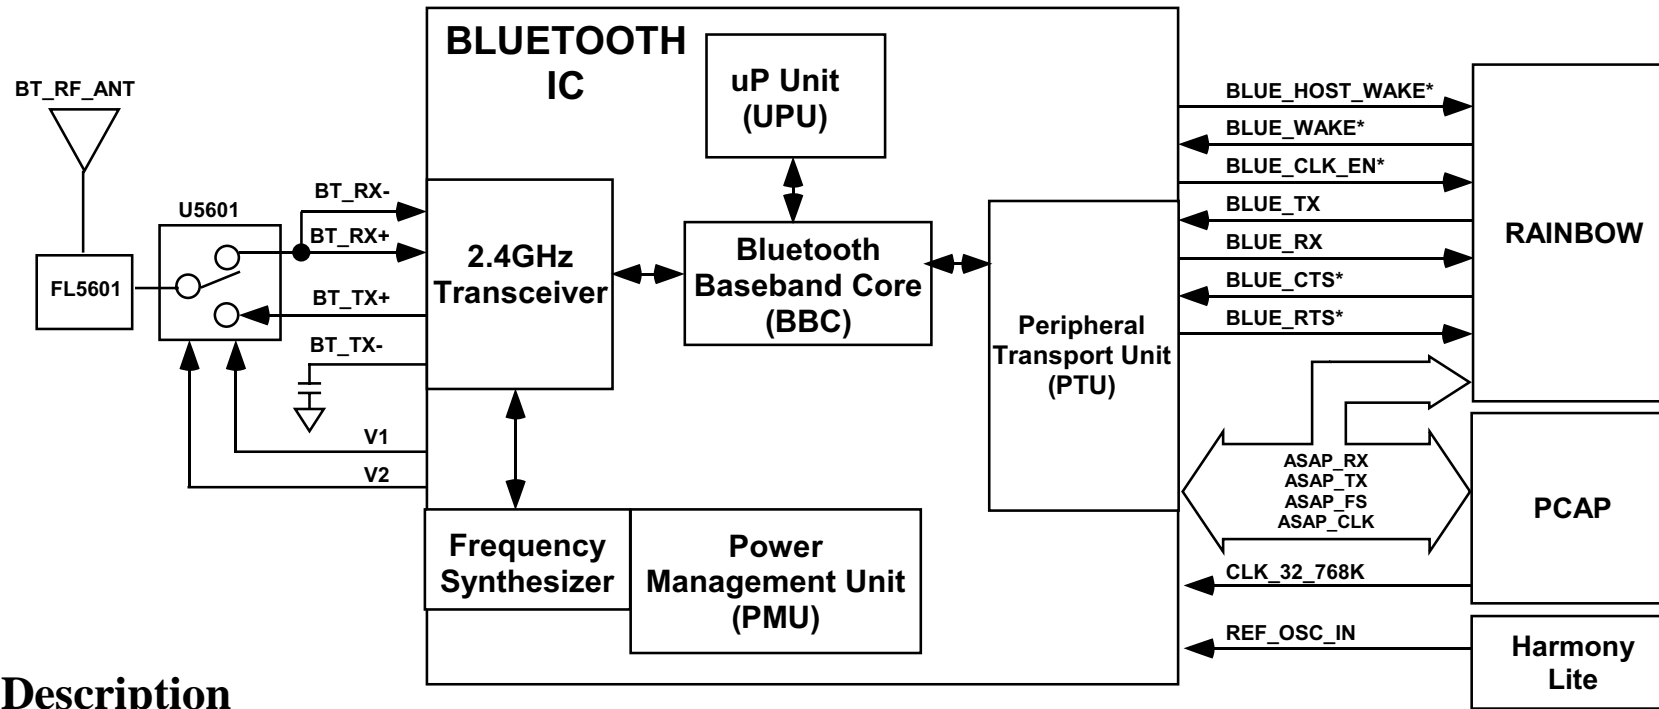 BLUETOOTH
IC
uP Unit
(UPU)
BT_RF_ANT
BLUE_HOST_WAKE*
BLUE_WAKE*
BLUE_CLK_EN*
BLUE_TX
BLUE_RX
BLUE_CTS*
BLUE_RTS*
RAINBOW
U5601
BT_RX-
BT_RX+
BT_TX+
BT_TX-
FL5601
2.4GHz
Transceiver
Bluetooth
Baseband Core
(BBC)
Peripheral
Transport Unit
(PTU)
V1
V2
ASAP_RX
ASAP_TX
ASAP_FS
ASAP_CLK
PCAP
Frequency
Synthesizer
Power
Management Unit
(PMU)
CLK_32_768K
REF_OSC_IN
Harmony
Lite
Description